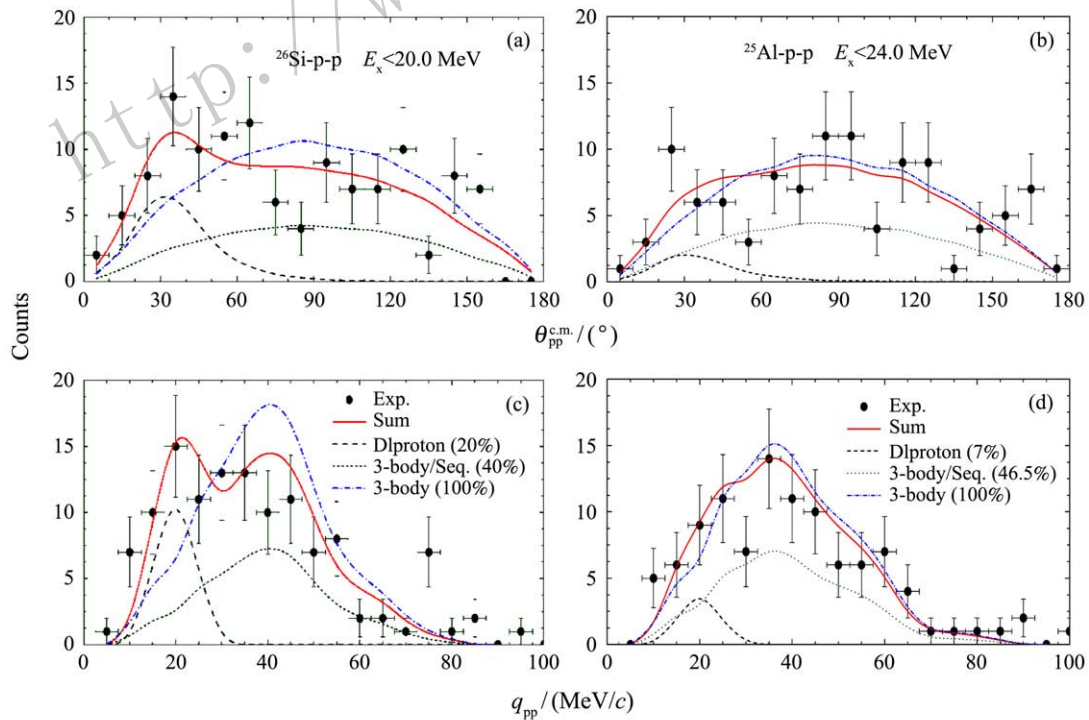 http://w
(a)
²⁶Si-p-p Eₓ<20.0 MeV
(b)
²⁵Al-p-p Eₓ<24.0 MeV
20
15
10
5
0
0 30 60 90 120 150 180
20
15
10
5
0
0 30 60 90 120 150 180
θ_pp^c.m./(°)
Counts
(c)
Exp.
Sum
Dlproton (20%)
3-body/Seq. (40%)
3-body (100%)
(d)
Exp.
Sum
Dlproton (7%)
3-body/Seq. (46.5%)
3-body (100%)
20
15
10
5
0
0 20 40 60 80 100
20
15
10
5
0
0 20 40 60 80 100
q_pp/(MeV/c)